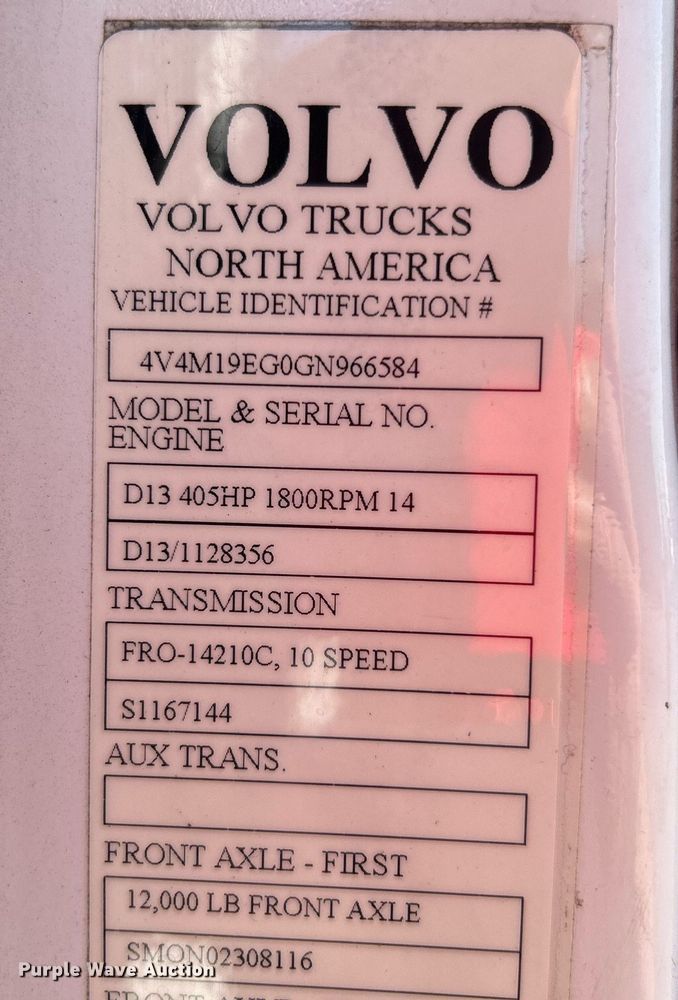 VOLVO
VOLVO TRUCKS
NORTH AMERICA
VEHICLE IDENTIFICATION #
4V4M19EG0GN966584
MODEL & SERIAL NO.
ENGINE
D13 405HP 1800RPM 14
D13/1128356
TRANSMISSION
FRO-14210C, 10 SPEED
S1167144
AUX TRANS.
FRONT AXLE - FIRST
12,000 LB FRONT AXLE
SMON02308116
Purple Wave Auction
FRONT